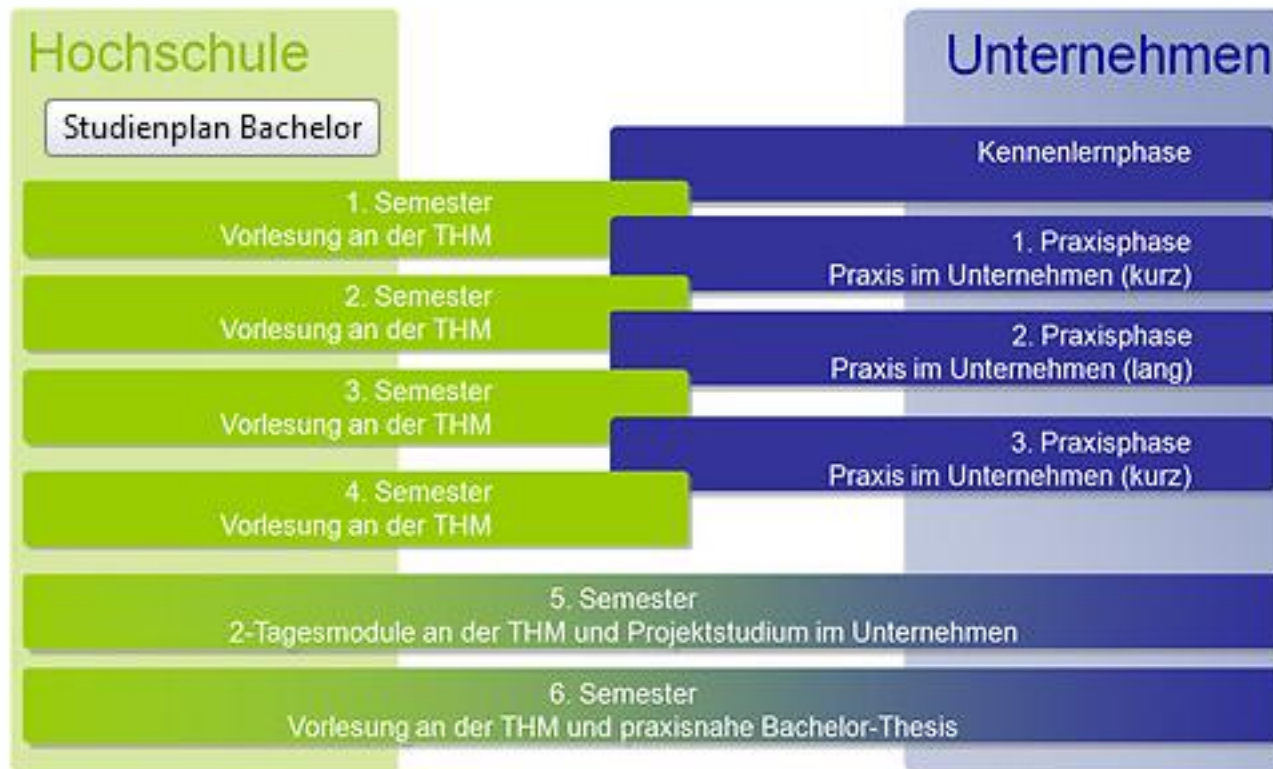 Hochschule
Unternehmen
Studienplan Bachelor
Kennenlernphase
1. Semester
Vorlesung an der THM
1. Praxisphase
Praxis im Unternehmen (kurz)
2. Semester
Vorlesung an der THM
2. Praxisphase
Praxis im Unternehmen (lang)
3. Semester
Vorlesung an der THM
3. Praxisphase
Praxis im Unternehmen (kurz)
4. Semester
Vorlesung an der THM
5. Semester
2-Tagesmodule an der THM und Projektstudium im Unternehmen
6. Semester
Vorlesung an der THM und praxisnahe Bachelor-Thesis